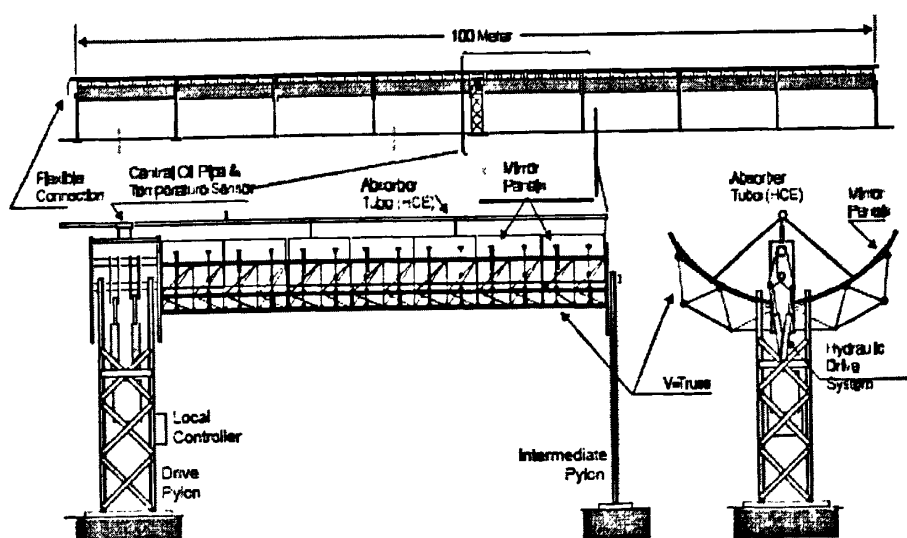 100 Meter
Flexible
Connection
Central Oil Pipe &
Temperature Sensor
Absorber
Tube (HCE)
Mirror
Panels
Absorber
Tube (HCE)
Mirror
Panels
Hydraulic
Drive
System
V-Truss
Local
Controller
Drive
Pylon
Intermediate
Pylon